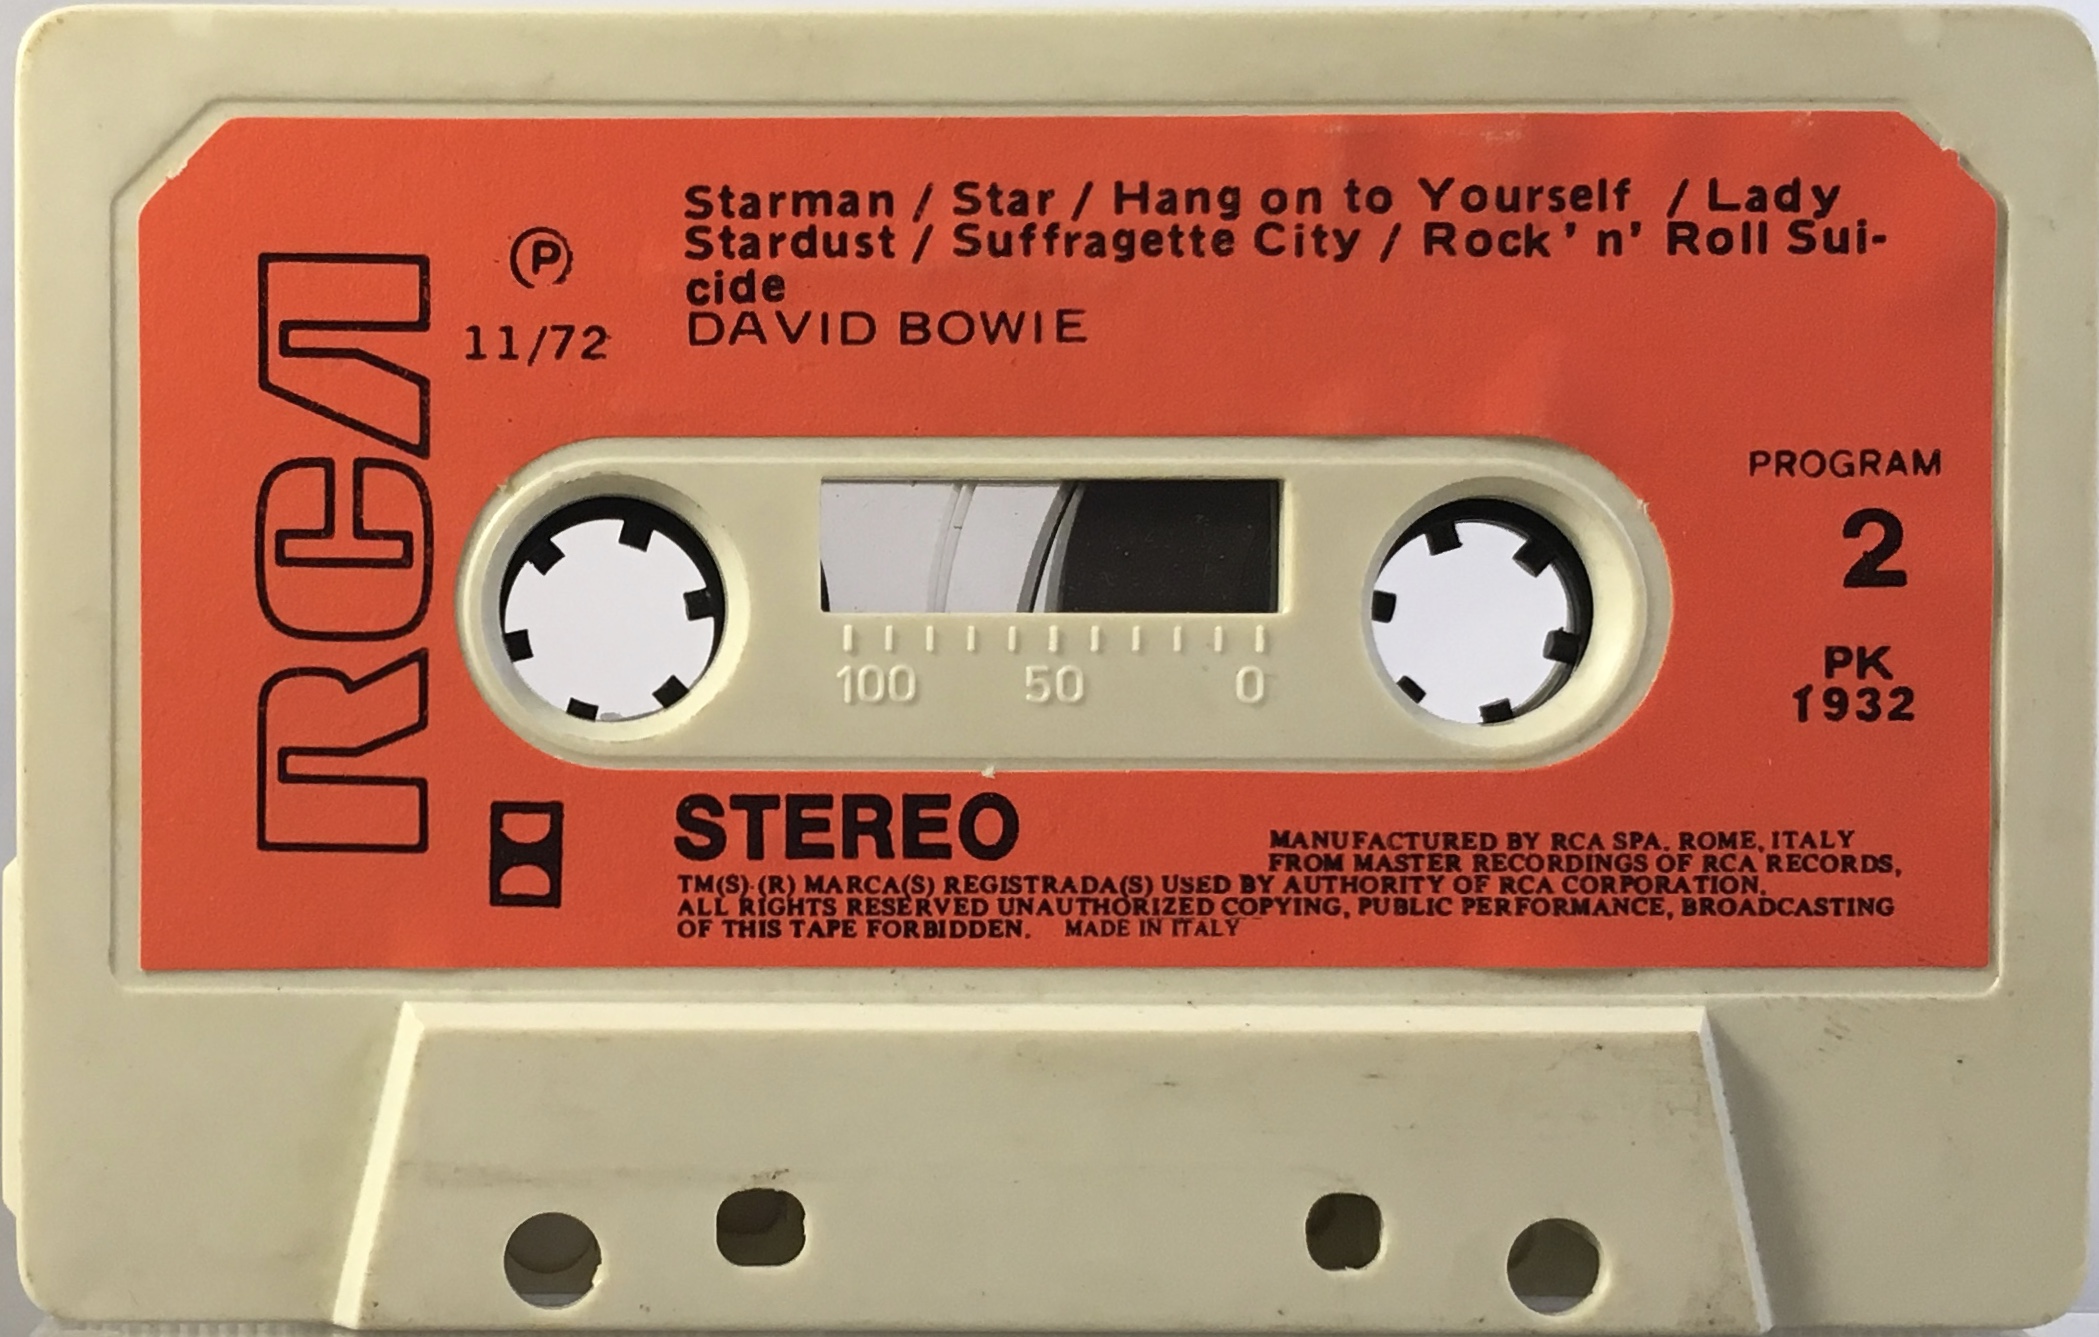 Starman / Star / Hang on to Yourself / Lady
Stardust / Suffragette City / Rock' n' Roll Sui-
cide
DAVID BOWIE
RCA
Ⓟ
11/72
PROGRAM
2
PK
1932
100 50 0
STEREO
MANUFACTURED BY RCA SPA. ROME, ITALY
FROM MASTER RECORDINGS OF RCA RECORDS,
TM(S).(R) MARCA(S) REGISTRADA(S) USED BY AUTHORITY OF RCA CORPORATION.
ALL RIGHTS RESERVED UNAUTHORIZED COPYING, PUBLIC PERFORMANCE, BROADCASTING
OF THIS TAPE FORBIDDEN. MADE IN ITALY